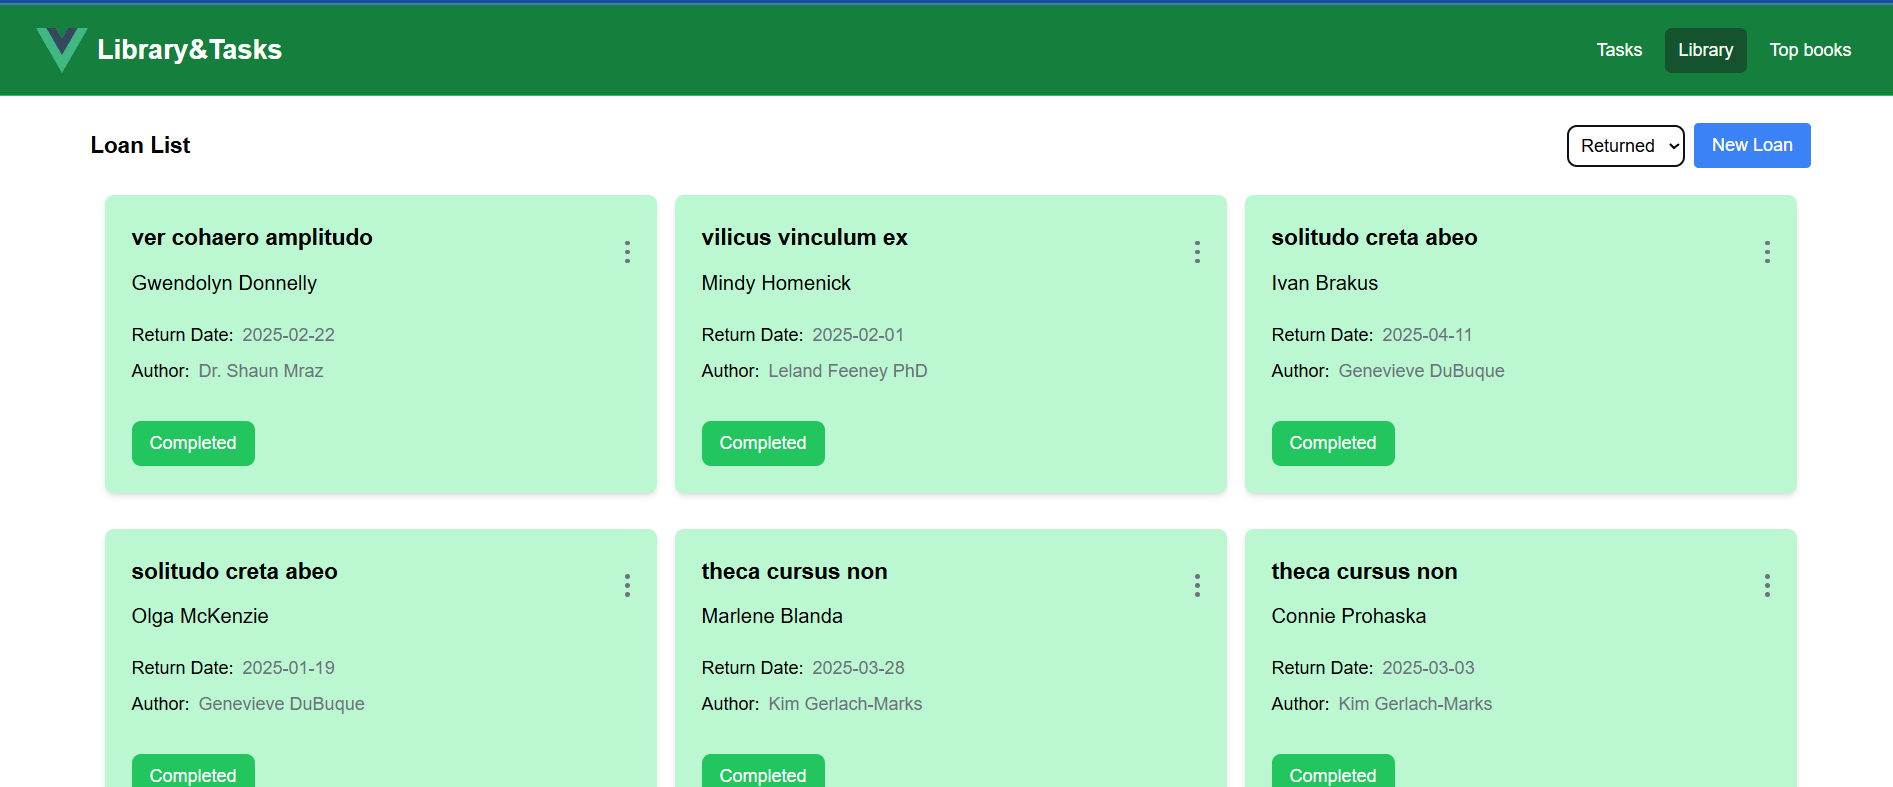 Library&Tasks
Tasks
Library
Top books
Loan List
Returned
New Loan
ver cohaero amplitudo
Gwendolyn Donnelly
Return Date: 2025-02-22
Author: Dr. Shaun Mraz
Completed
vilicus vinculum ex
Mindy Homenick
Return Date: 2025-02-01
Author: Leland Feeney PhD
Completed
solitudo creta abeo
Ivan Brakus
Return Date: 2025-04-11
Author: Genevieve DuBuque
Completed
solitudo creta abeo
Olga McKenzie
Return Date: 2025-01-19
Author: Genevieve DuBuque
Completed
theca cursus non
Marlene Blanda
Return Date: 2025-03-28
Author: Kim Gerlach-Marks
Completed
theca cursus non
Connie Prohaska
Return Date: 2025-03-03
Author: Kim Gerlach-Marks
Completed